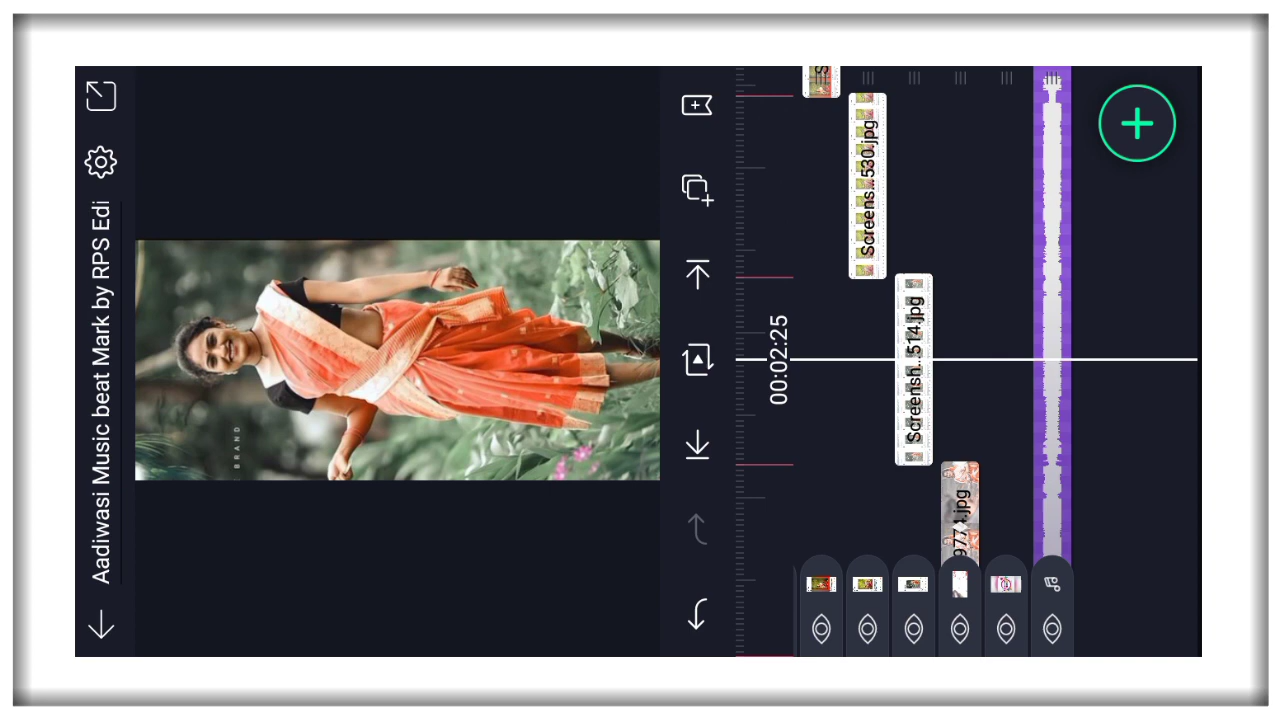 Aadiwasi Music beat Mark by RPS Edi
BRAND
00:02:25
S
Screens...530.jpg
Screensh...514.jpg
977.jpg